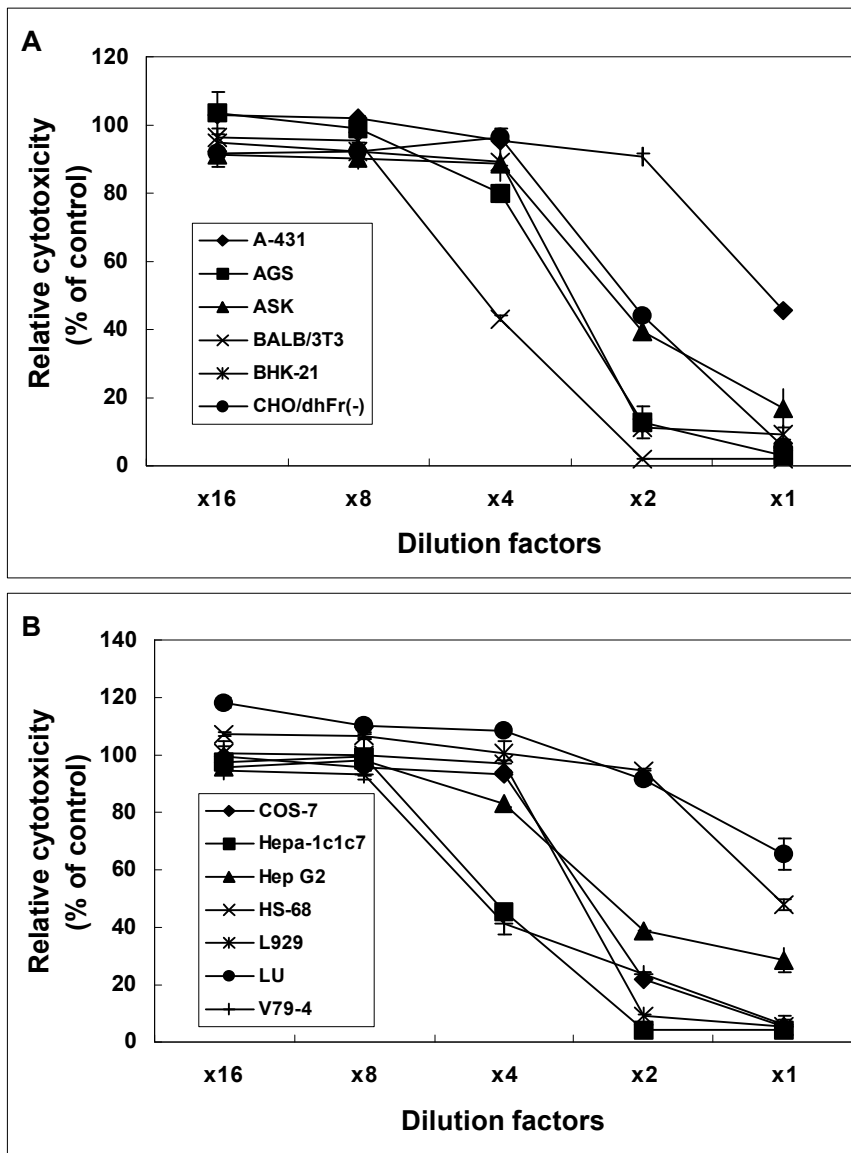 A
120
100
80
60
40
20
0
Relative cytotoxicity
(% of control)
A-431
AGS
ASK
BALB/3T3
BHK-21
CHO/dhFr(-)
x16 x8 x4 x2 x1
Dilution factors
B
140
120
100
80
60
40
20
0
Relative cytotoxicity
(% of control)
COS-7
Hepa-1c1c7
Hep G2
HS-68
L929
LU
V79-4
x16 x8 x4 x2 x1
Dilution factors